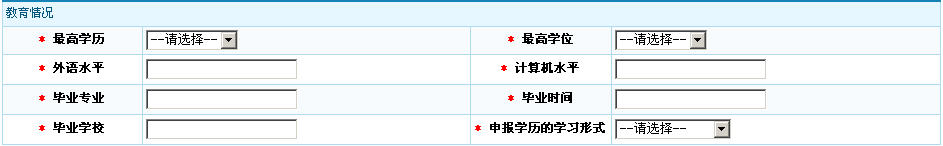 教育情况
* 最高学历 --请选择-- * 最高学位 --请选择--
* 外语水平 * 计算机水平
* 毕业专业 * 毕业时间
* 毕业学校 * 申报学历的学习形式 --请选择--